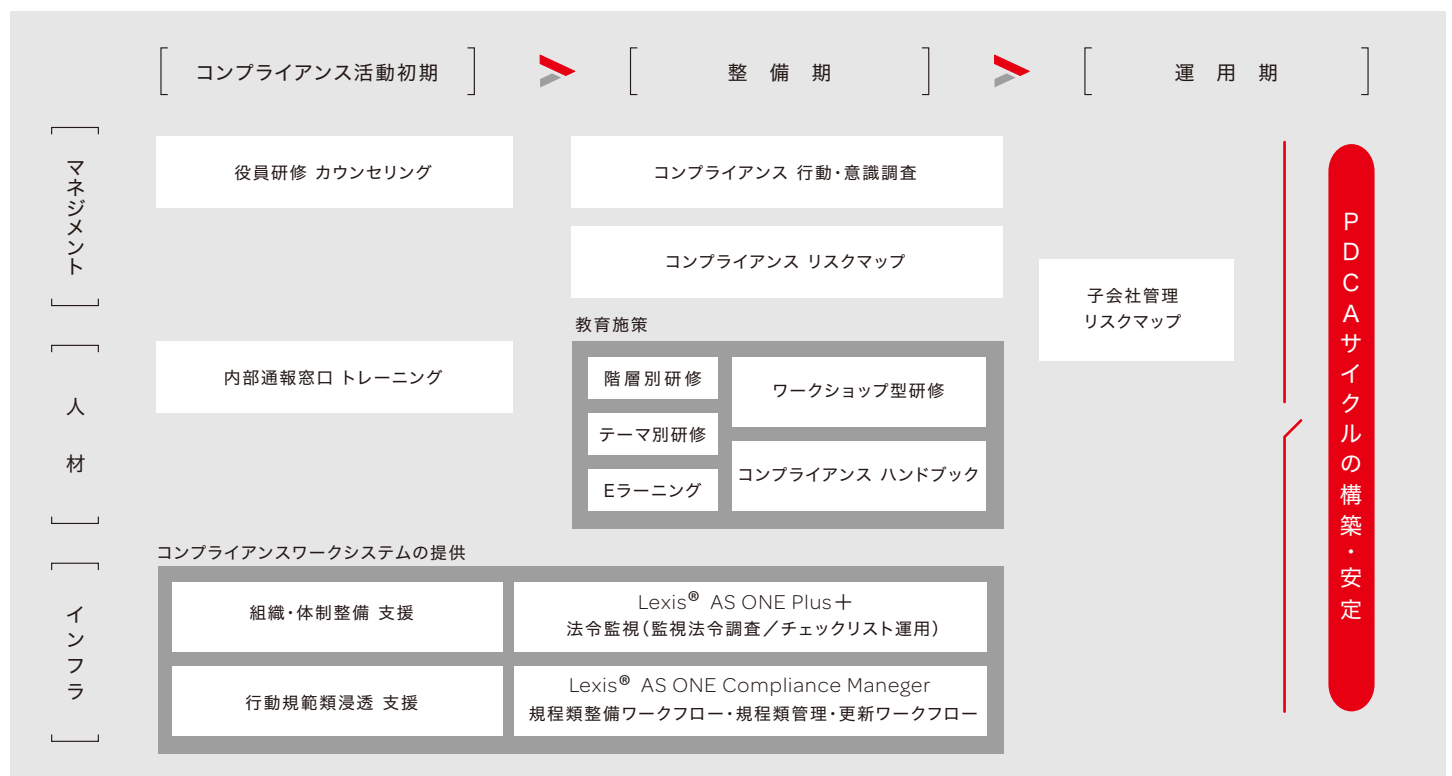 コンプライアンス活動初期
整備期
運用期
マネジメント
役員研修 カウンセリング
コンプライアンス 行動・意識調査
コンプライアンス リスクマップ
子会社管理
リスクマップ
人材
内部通報窓口 トレーニング
教育施策
階層別研修
テーマ別研修
Eラーニング
ワークショップ型研修
コンプライアンス ハンドブック
インフラ
コンプライアンスワークシステムの提供
組織・体制整備 支援
Lexis® AS ONE Plus＋
法令監視（監視法令調査／チェックリスト運用）
行動規範類浸透 支援
Lexis® AS ONE Compliance Maneger
規程類整備ワークフロー・規程類管理・更新ワークフロー
PDCAサイクルの構築・安定